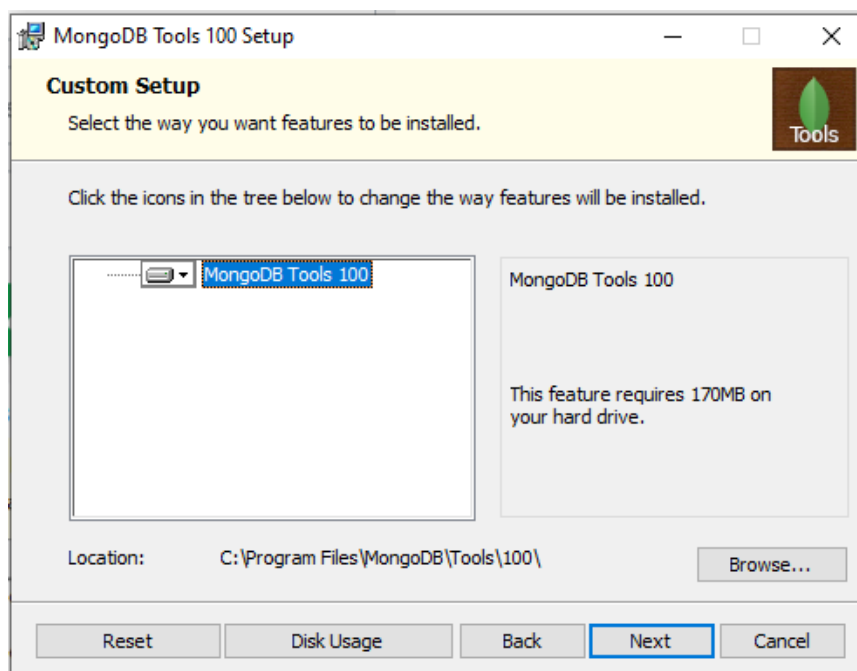 MongoDB Tools 100 Setup
Custom Setup
Select the way you want features to be installed.
Tools
Click the icons in the tree below to change the way features will be installed.
MongoDB Tools 100
MongoDB Tools 100
This feature requires 170MB on
your hard drive.
Location: C:\Program Files\MongoDB\Tools\100\
Browse...
Reset Disk Usage Back Next Cancel